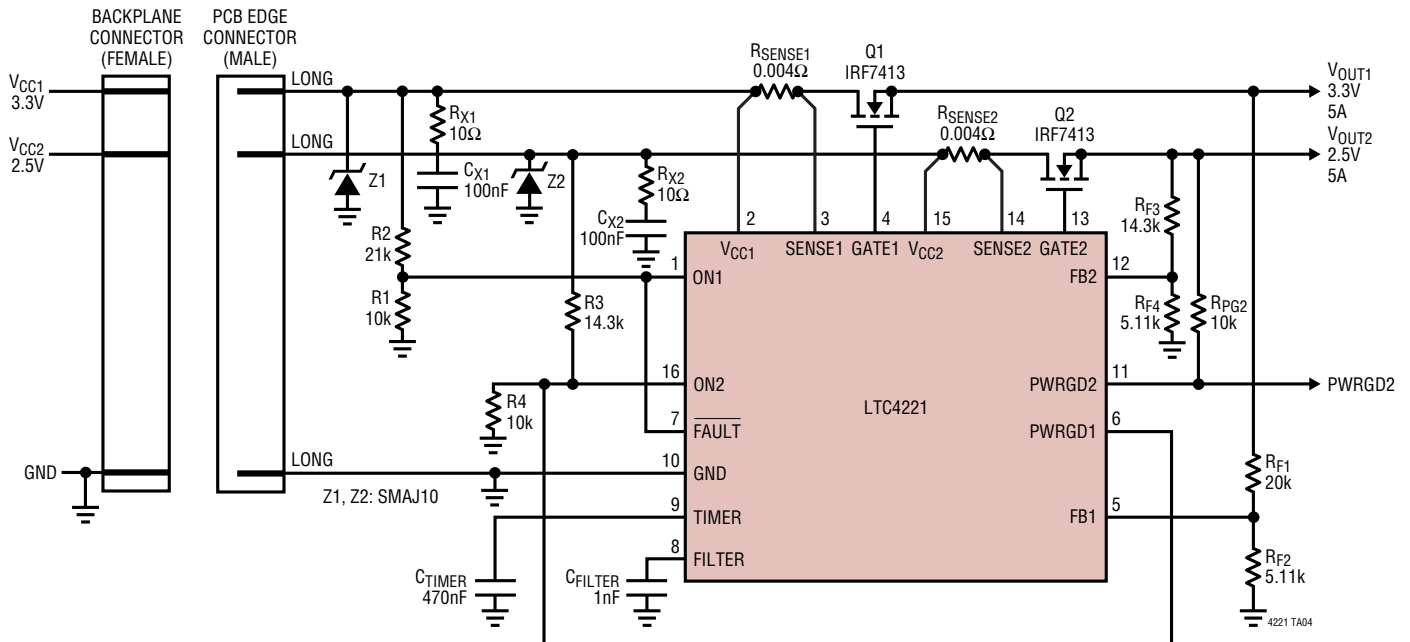 BACKPLANE
CONNECTOR
(FEMALE)
PCB EDGE
CONNECTOR
(MALE)
VCC1
3.3V
VCC2
2.5V
GND
LONG
LONG
LONG
Z1
RX1
10Ω
CX1
100nF
Z2
RX2
10Ω
CX2
100nF
RSENSE1
0.004Ω
Q1
IRF7413
RSENSE2
0.004Ω
Q2
IRF7413
VOUT1
3.3V
5A
VOUT2
2.5V
5A
R2
21k
R1
10k
R3
14.3k
R4
10k
2
3
4
15
14
13
VCC1
SENSE1
GATE1
VCC2
SENSE2
GATE2
1
ON1
16
ON2
7
FAULT
10
GND
9
TIMER
8
FILTER
LTC4221
12
FB2
11
PWRGD2
6
PWRGD1
5
FB1
RF3
14.3k
RF4
5.11k
RPG2
10k
PWRGD2
RF1
20k
RF2
5.11k
Z1, Z2: SMAJ10
CTIMER
470nF
CFILTER
1nF
4221 TA04